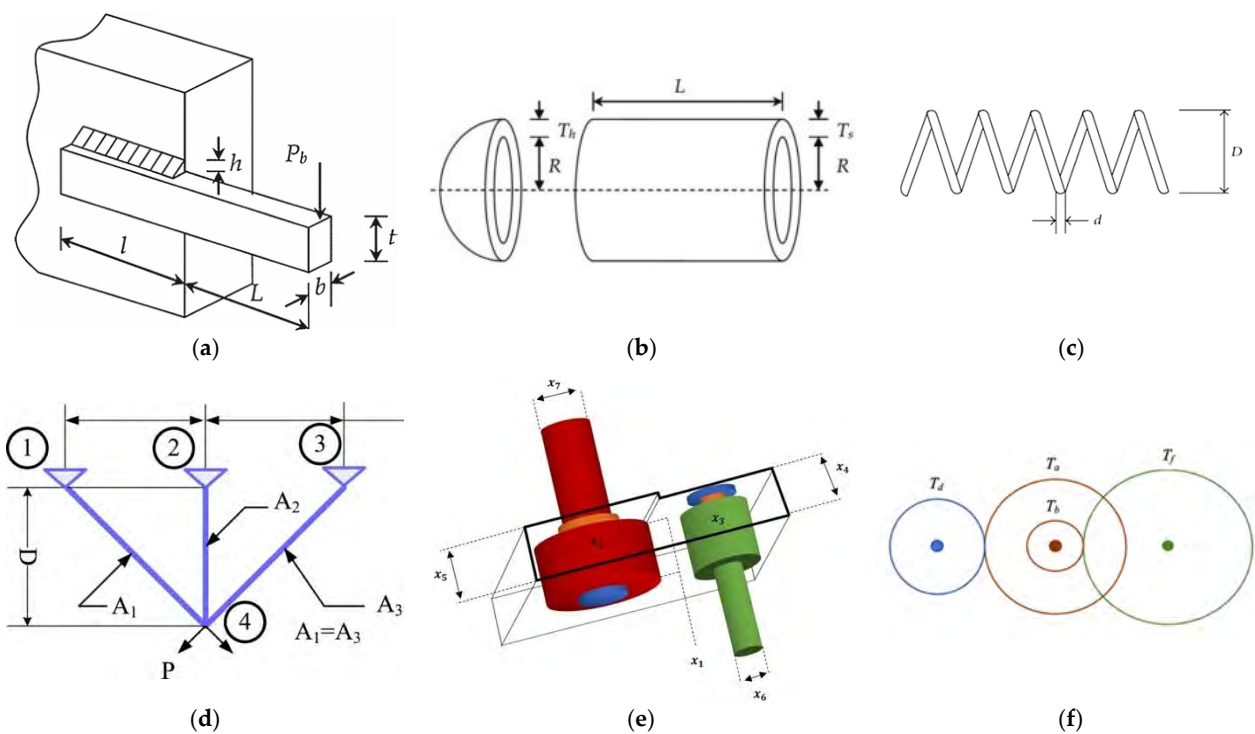 h
P_b
t
l
L
b
(a)
L
T_h
T_s
R
R
(b)
D
d
(c)
1
2
3
D
A_2
A_1
4
A_3
A_1=A_3
P
(d)
x_7
x_4
x_3
x_5
x_1
x_6
(e)
T_d
T_a
T_f
T_b
(f)